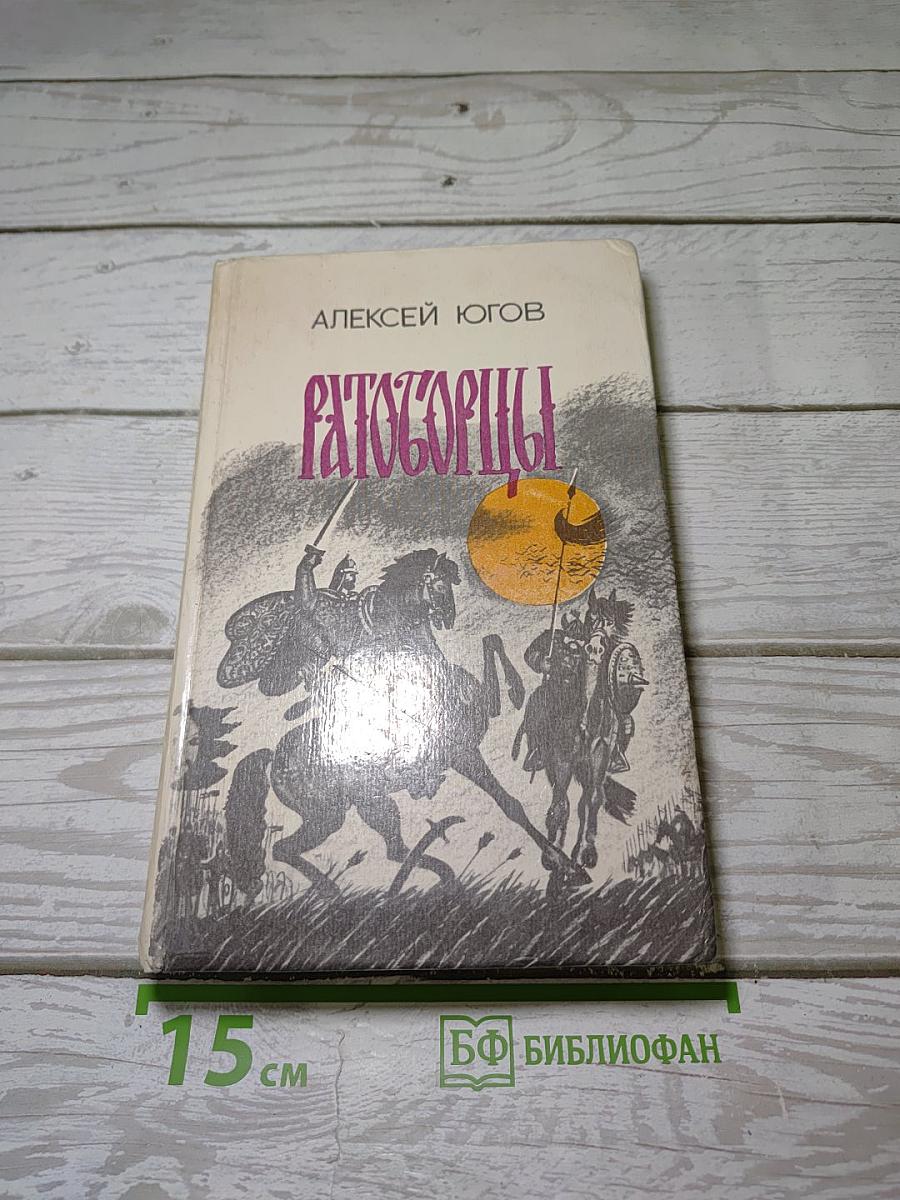 АЛЕКСЕЙ ЮГОВ
РАТОБОРЦЫ
15 см
БФ БИБЛИОФАН